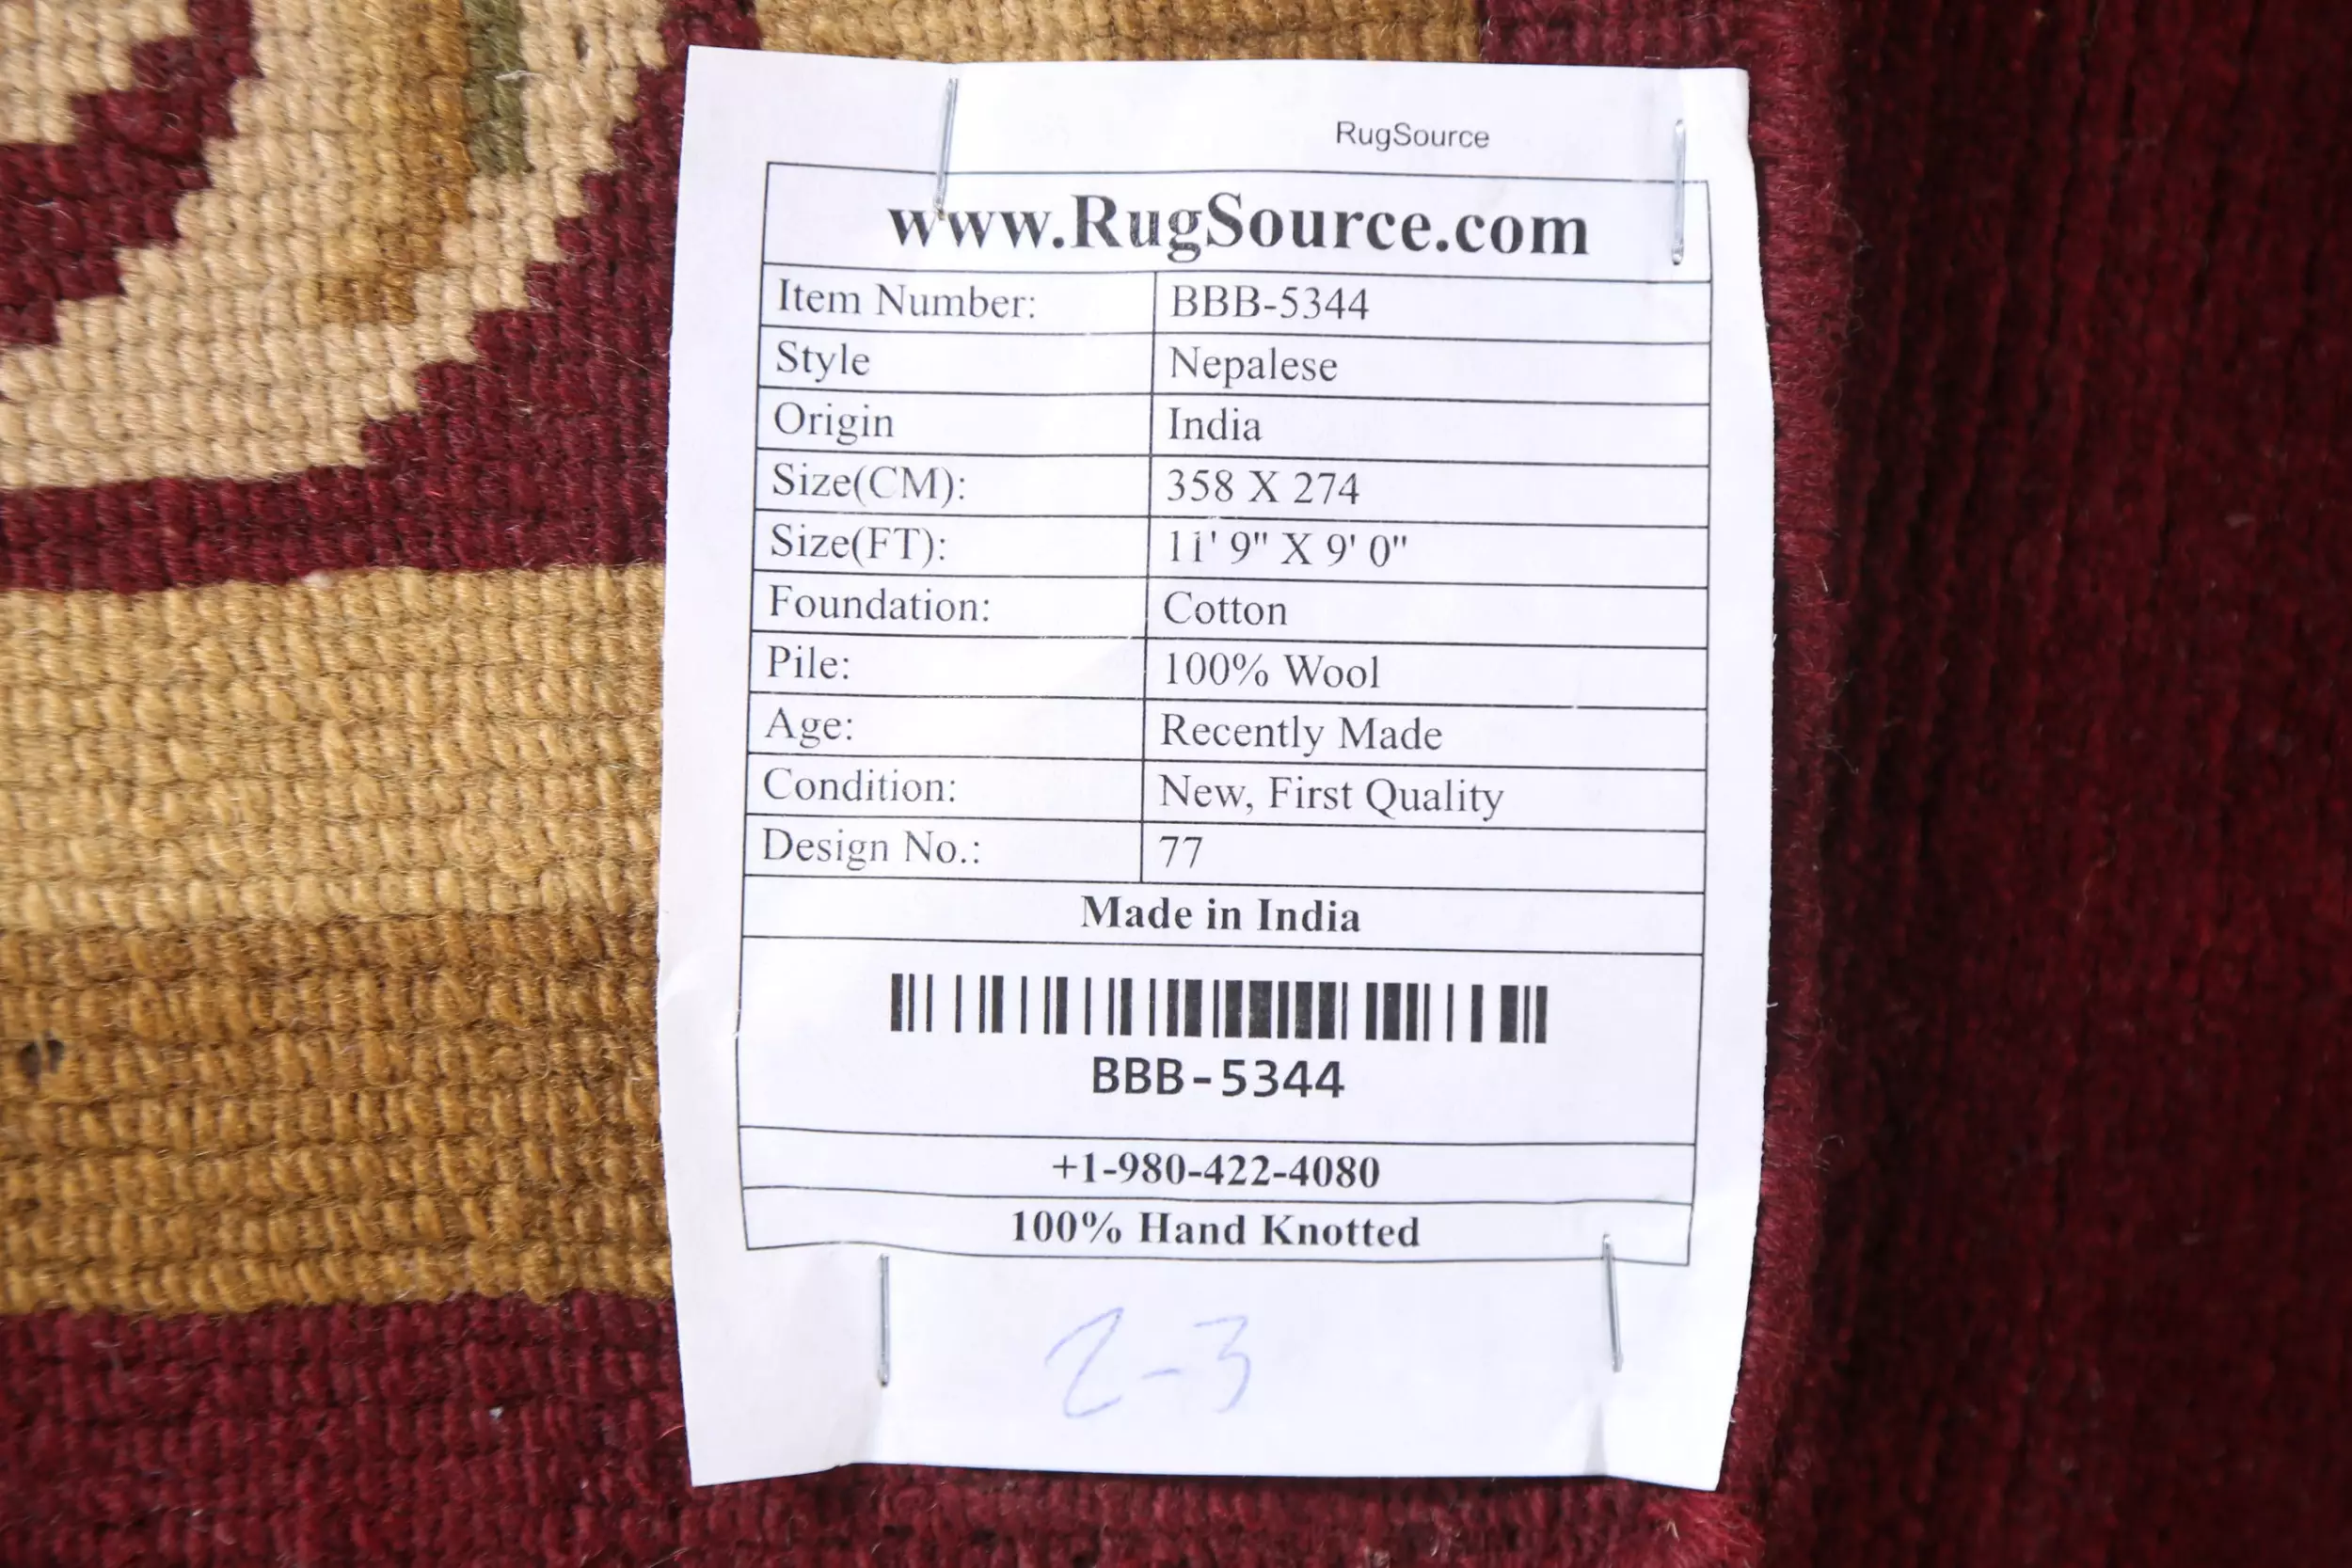 RugSource
www.RugSource.com
Item Number: BBB-5344
Style Nepalese
Origin India
Size(CM): 358 X 274
Size(FT): 11' 9" X 9' 0"
Foundation: Cotton
Pile: 100% Wool
Age: Recently Made
Condition: New, First Quality
Design No.: 77
Made in India
BBB-5344
+1-980-422-4080
100% Hand Knotted
2-3